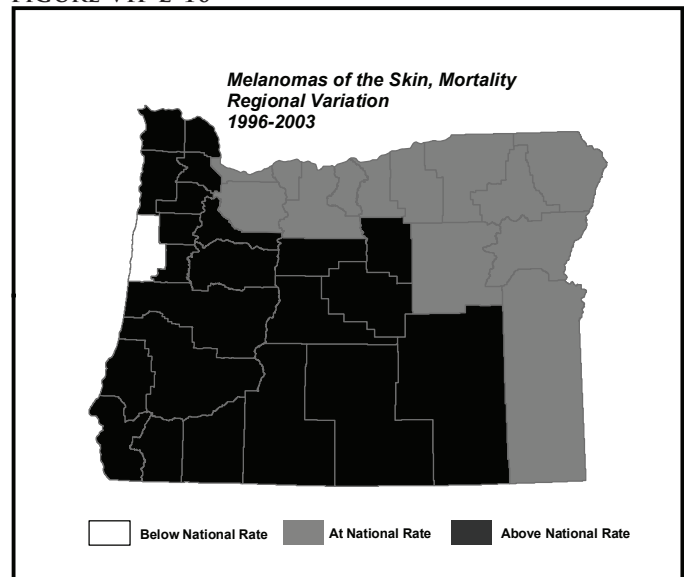 FIGURE VII-2-10
Melanomas of the Skin, Mortality
Regional Variation
1996-2003
Below National Rate At National Rate Above National Rate